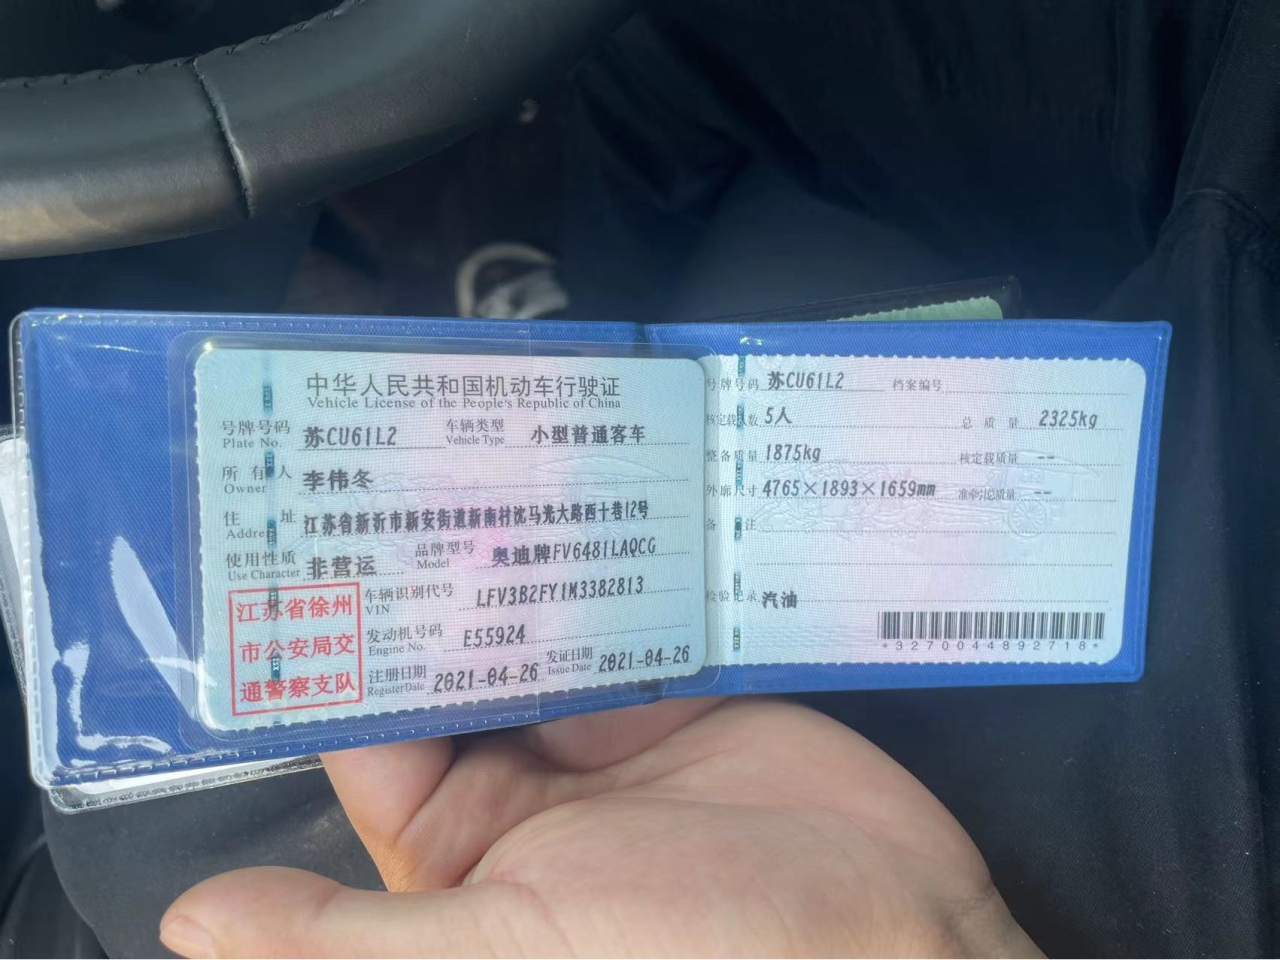 中华人民共和国机动车行驶证
Vehicle License of the People's Republic of China
号牌号码 苏CU61L2 车辆类型 小型普通客车
Plate No. Vehicle Type
所有人 李伟冬
Owner
住址 江苏省新沂市新安街道新南村沈马光大路西十巷12号
Address
使用性质 非营运 品牌型号 奥迪牌FV6481LAQCG
Use Character Model
江苏省徐州
市公安局交
通警察支队
车辆识别代号 LFV3B2FY1M3382813
VIN
发动机号码 E55924
Engine No.
注册日期 2021-04-26 发证日期 2021-04-26
Register Date Issue Date
号牌号码 苏CU61L2 档案编号
核定载人数 5人 总质量 2325kg
整备质量 1875kg 核定载质量 --
外廓尺寸 4765×1893×1659mm 准牵引总质量 --
备注
检验记录 汽油
*3270044892718*